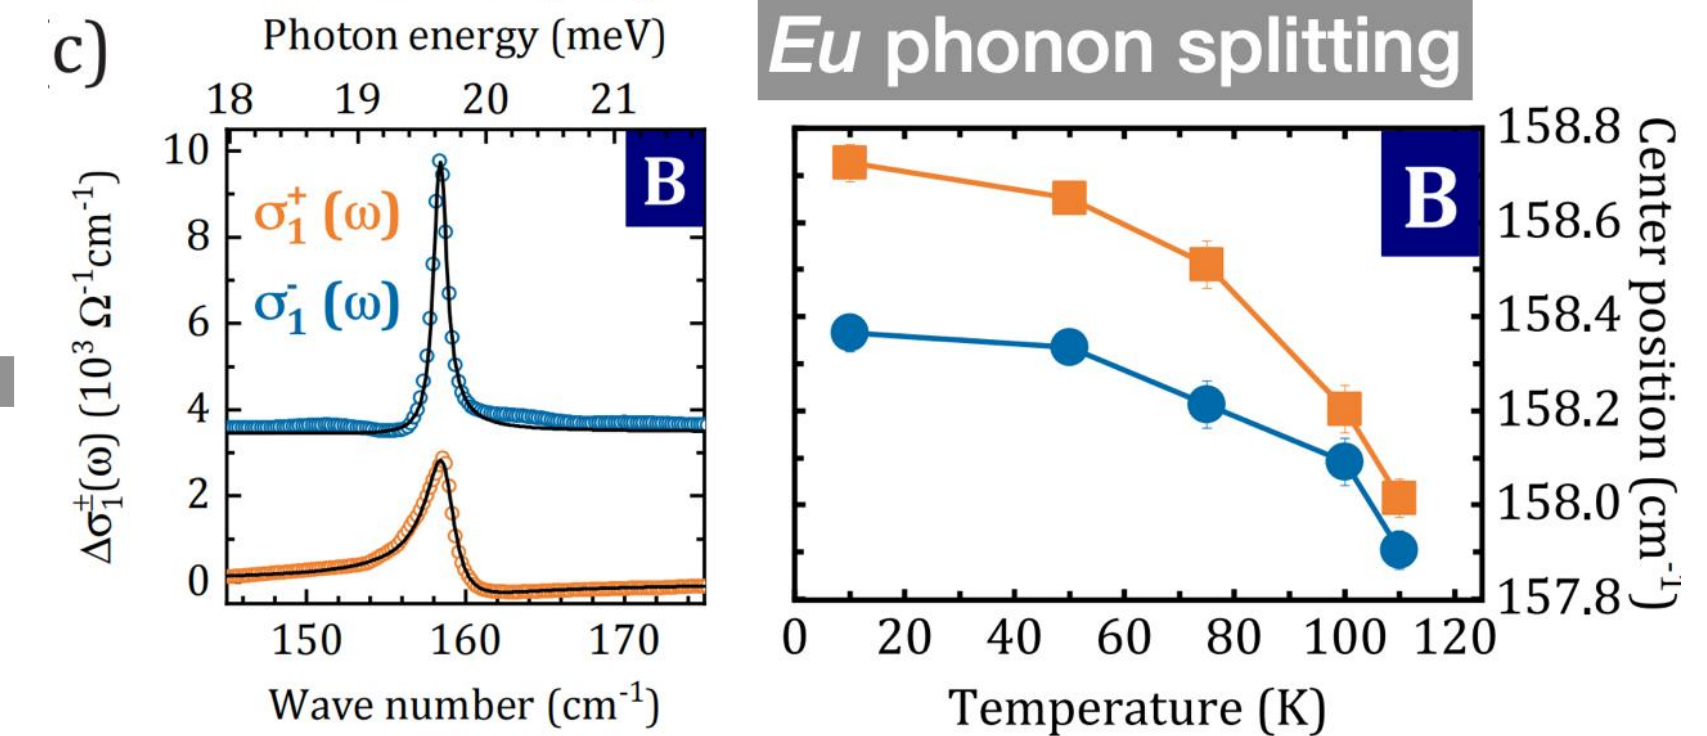 c)
Photon energy (meV)
18 19 20 21
10
8
6
4
2
0
Δσ₁^±(ω) (10³ Ω⁻¹cm⁻¹)
B
σ₁⁺ (ω)
σ₁⁻ (ω)
150 160 170
Wave number (cm⁻¹)
Eu phonon splitting
B
158.8
158.6
158.4
158.2
158.0
157.8
Center position (cm⁻¹)
0 20 40 60 80 100 120
Temperature (K)